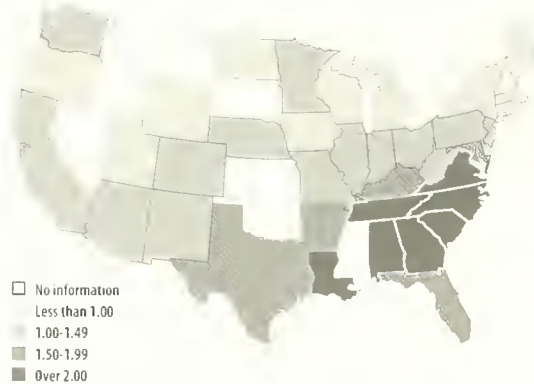 No information
Less than 1.00
1.00-1.49
1.50-1.99
Over 2.00